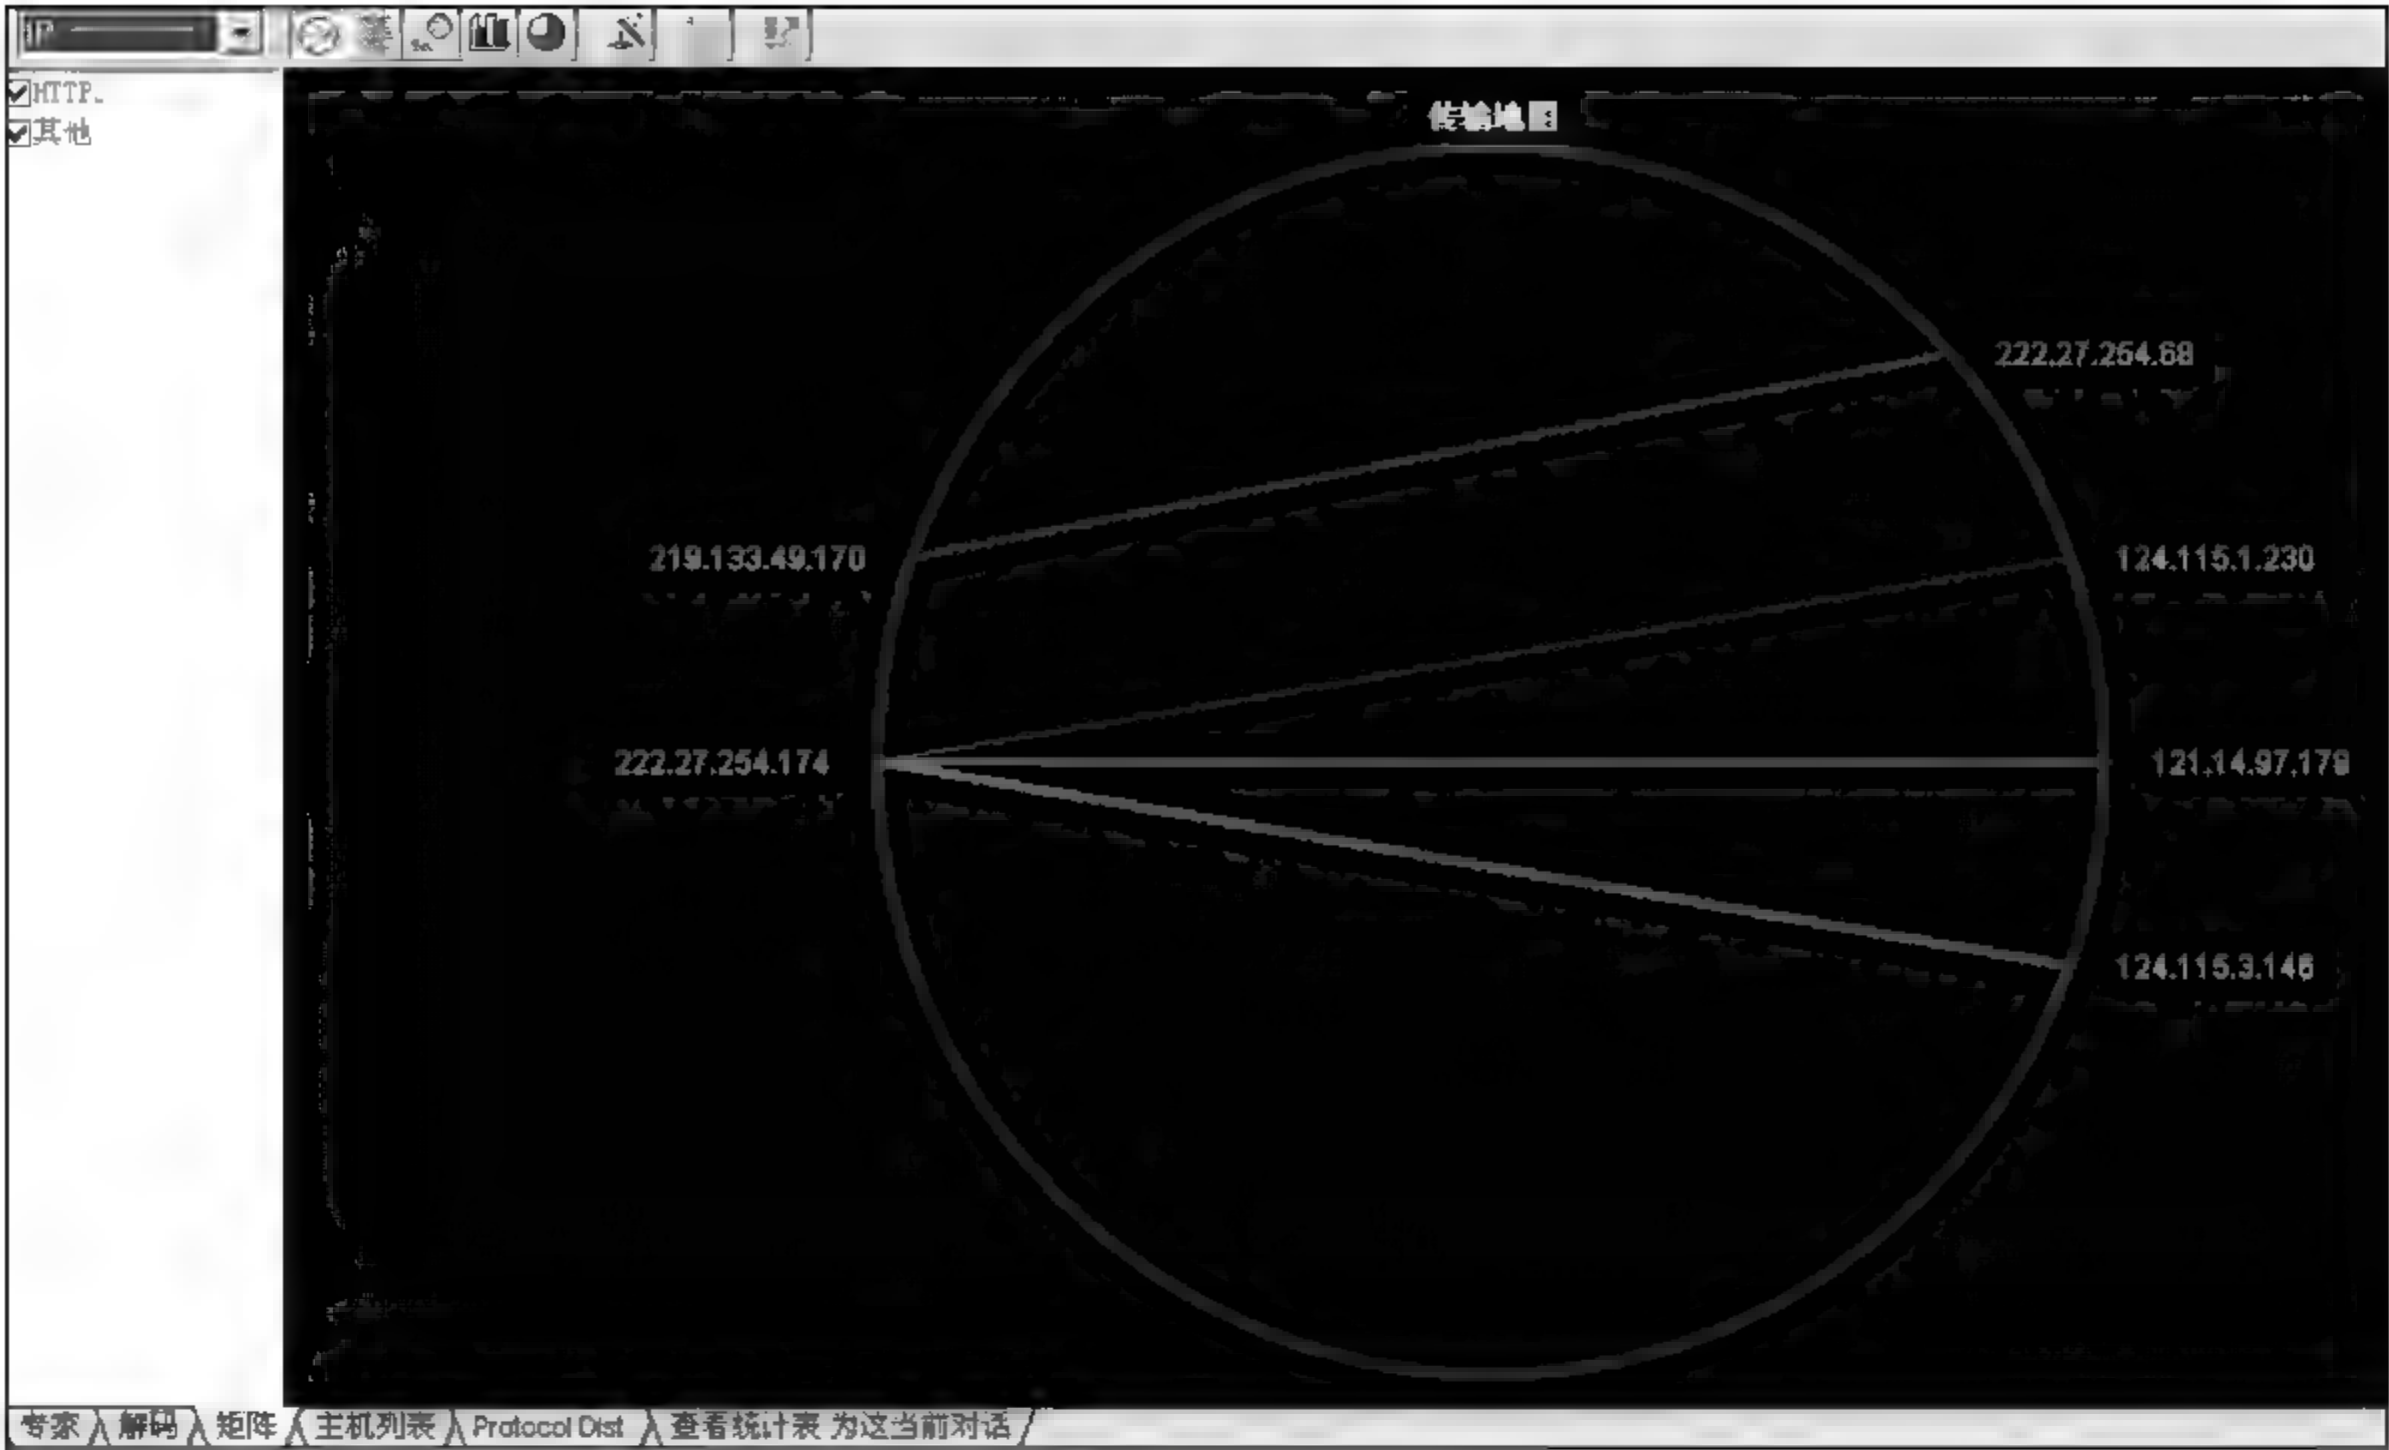 IP
HTTP.
其他
传输地
222.27.254.68
219.133.49.170
124.115.1.230
222.27.254.174
121.14.97.178
124.115.3.146
专家 解码 矩阵 主机列表 Protocol Dist 查看统计表 为这当前对话